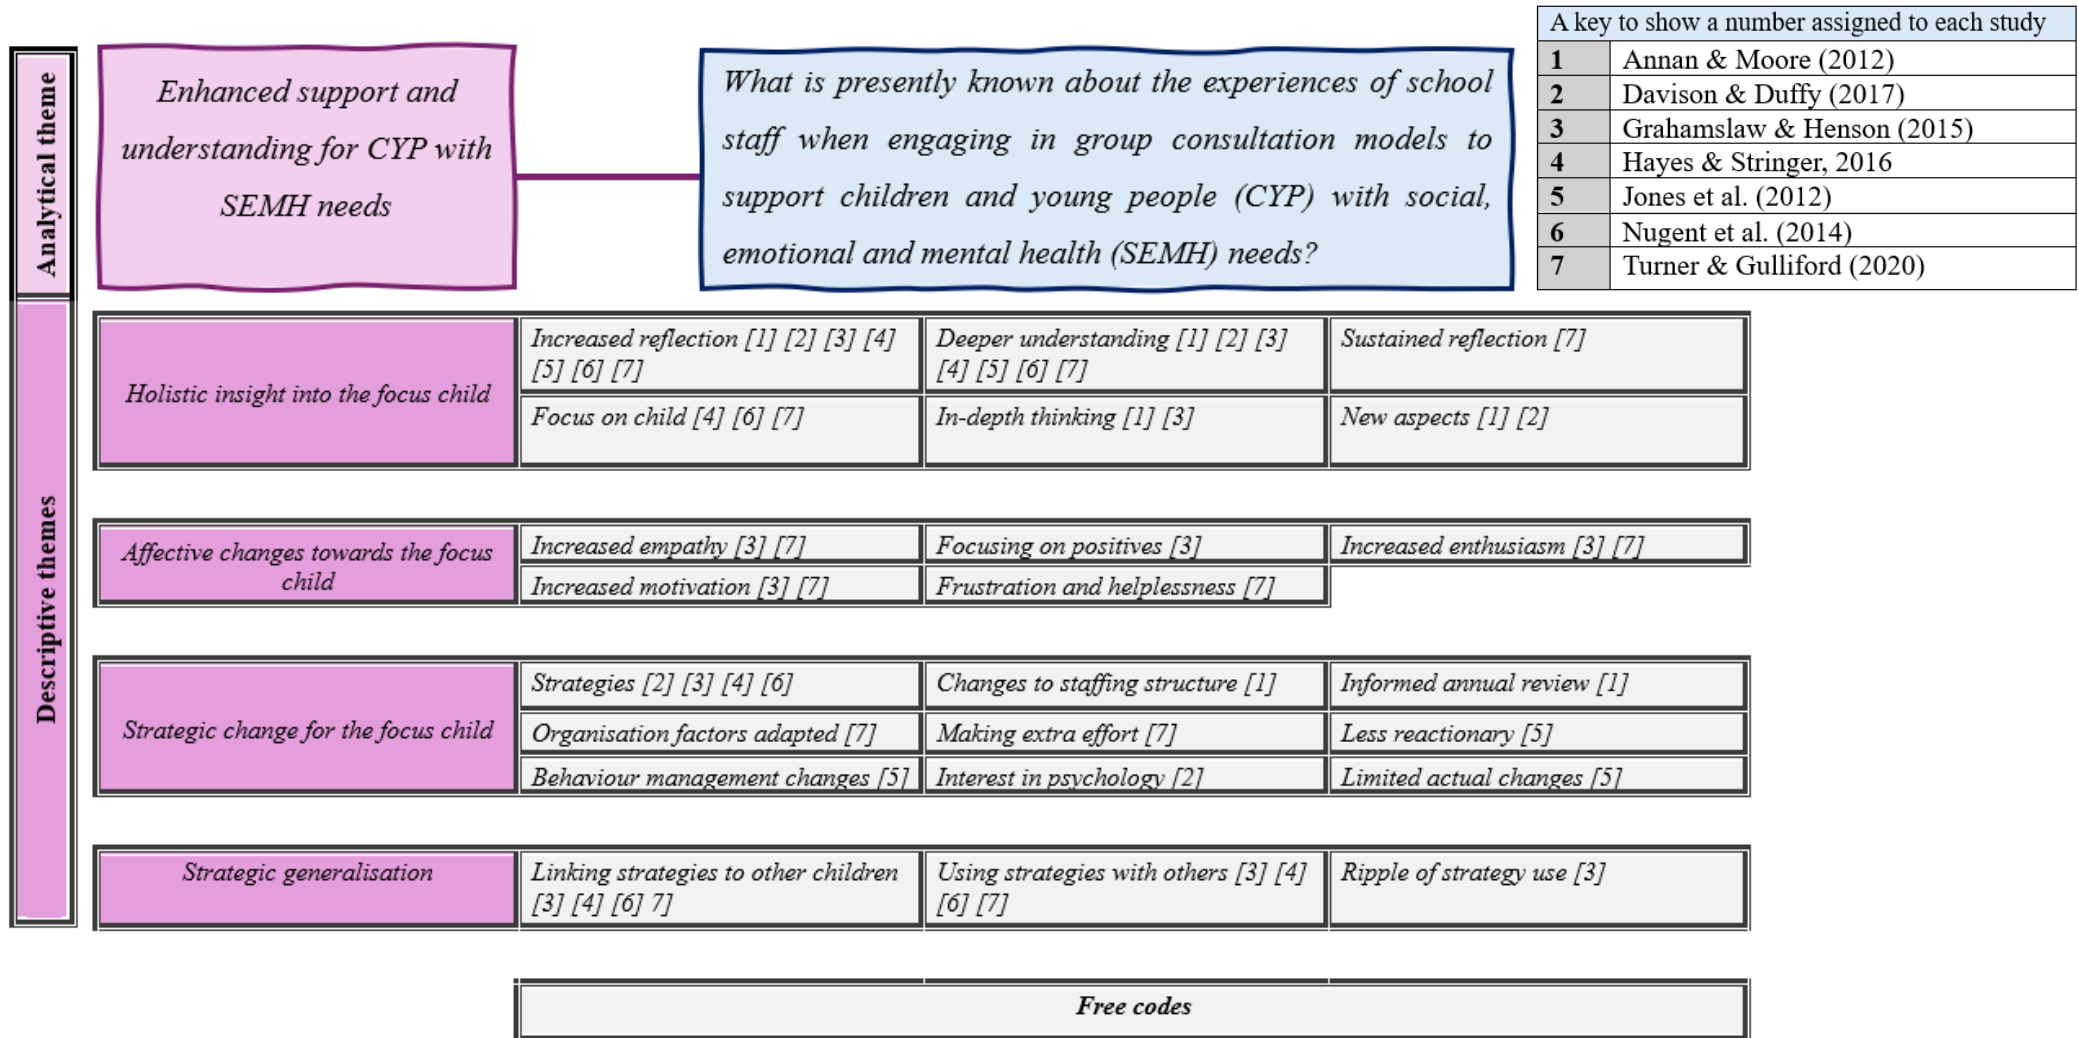 Analytical theme
Enhanced support and
understanding for CYP with
SEMH needs
What is presently known about the experiences of school
staff when engaging in group consultation models to
support children and young people (CYP) with social,
emotional and mental health (SEMH) needs?
A key to show a number assigned to each study
1 Annan & Moore (2012)
2 Davison & Duffy (2017)
3 Grahamslaw & Henson (2015)
4 Hayes & Stringer, 2016
5 Jones et al. (2012)
6 Nugent et al. (2014)
7 Turner & Gulliford (2020)
Descriptive themes
Holistic insight into the focus child
Increased reflection [1] [2] [3] [4]
[5] [6] [7]
Deeper understanding [1] [2] [3]
[4] [5] [6] [7]
Sustained reflection [7]
Focus on child [4] [6] [7]
In-depth thinking [1] [3]
New aspects [1] [2]
Affective changes towards the focus
child
Increased empathy [3] [7]
Focusing on positives [3]
Increased enthusiasm [3] [7]
Increased motivation [3] [7]
Frustration and helplessness [7]
Strategic change for the focus child
Strategies [2] [3] [4] [6]
Changes to staffing structure [1]
Informed annual review [1]
Organisation factors adapted [7]
Making extra effort [7]
Less reactionary [5]
Behaviour management changes [5]
Interest in psychology [2]
Limited actual changes [5]
Strategic generalisation
Linking strategies to other children
[3] [4] [6] 7]
Using strategies with others [3] [4]
[6] [7]
Ripple of strategy use [3]
Free codes